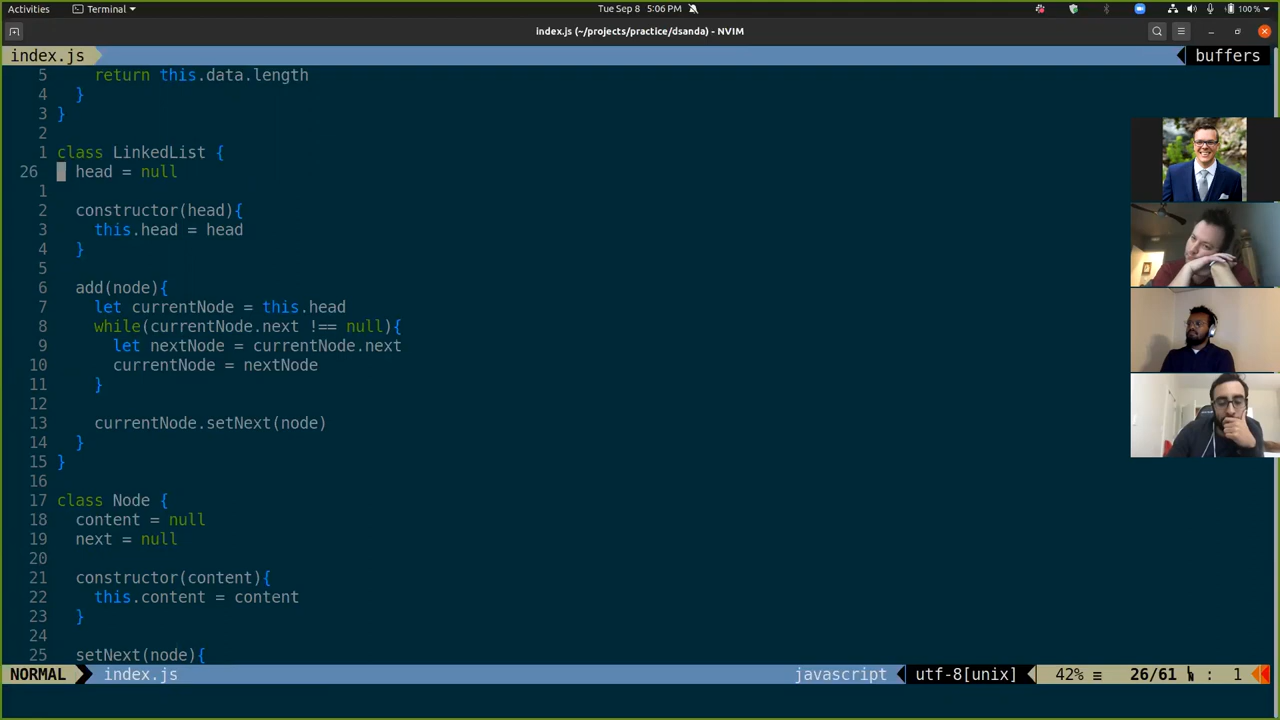 Activities
Terminal
Tue Sep 8 5:06 PM
100 %
index.js (~/projects/practice/dsanda) - NVIM
index.js
buffers
5 return this.data.length
4 }
3 }
2
1 class LinkedList {
26 head = null
1
2 constructor(head){
3 this.head = head
4 }
5
6 add(node){
7 let currentNode = this.head
8 while(currentNode.next !== null){
9 let nextNode = currentNode.next
10 currentNode = nextNode
11 }
12
13 currentNode.setNext(node)
14 }
15 }
16
17 class Node {
18 content = null
19 next = null
20
21 constructor(content){
22 this.content = content
23 }
24
25 setNext(node){
NORMAL index.js javascript utf-8[unix] 42% ≡ 26/61 : 1